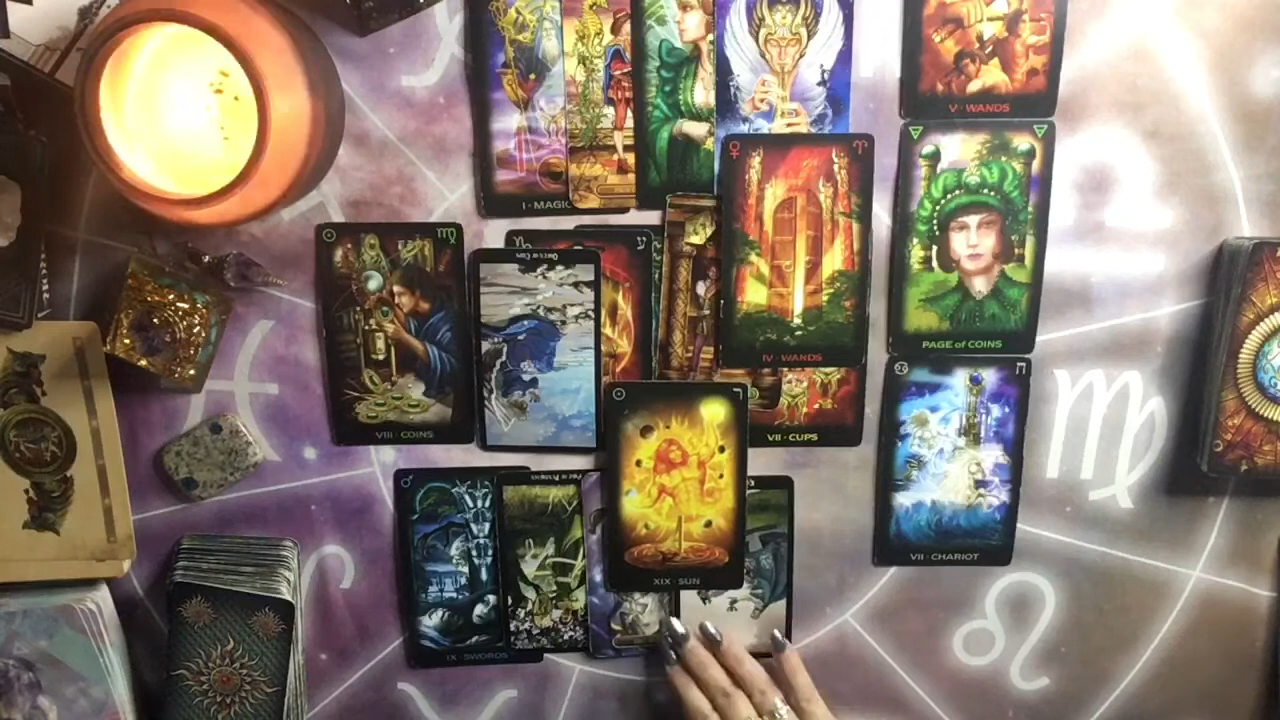 I · MAGIC
V · WANDS
PAGE of COINS
IV · WANDS
VIII · COINS
VII · CUPS
VII · CHARIOT
XIX · SUN
IX · SWORDS